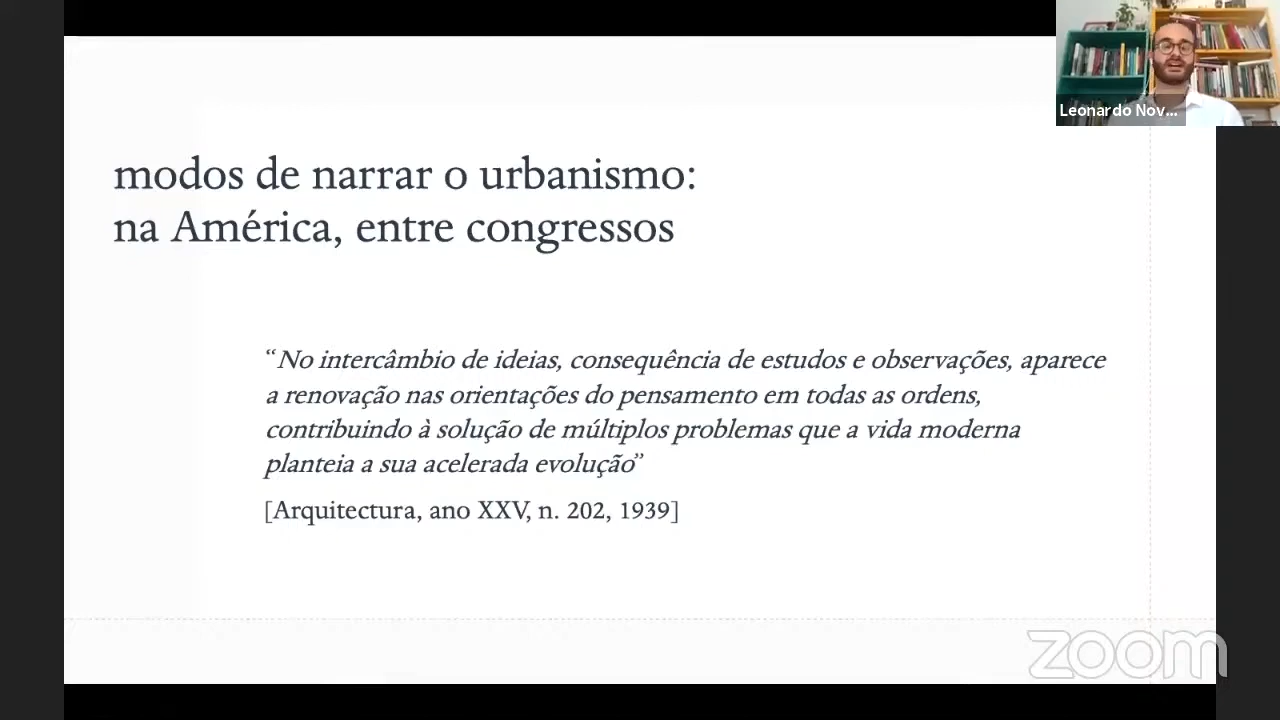 Leonardo Nov...
modos de narrar o urbanismo:
na América, entre congressos
“No intercâmbio de ideias, consequência de estudos e observações, aparece
a renovação nas orientações do pensamento em todas as ordens,
contribuindo à solução de múltiplos problemas que a vida moderna
planteia a sua acelerada evolução”
[Arquitectura, ano XXV, n. 202, 1939]
zoom